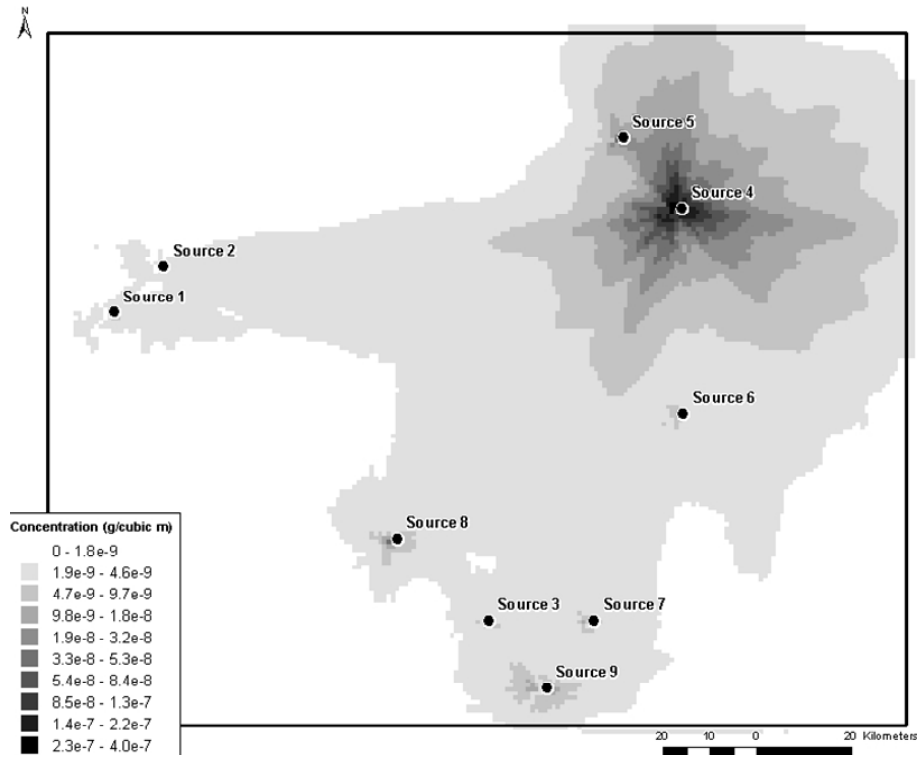 N
Source 5
Source 4
Source 2
Source 1
Source 6
Source 8
Source 3
Source 7
Source 9
Concentration (g/cubic m)
0 - 1.8e-9
1.9e-9 - 4.6e-9
4.7e-9 - 9.7e-9
9.8e-9 - 1.8e-8
1.9e-8 - 3.2e-8
3.3e-8 - 5.3e-8
5.4e-8 - 8.4e-8
8.5e-8 - 1.3e-7
1.4e-7 - 2.2e-7
2.3e-7 - 4.0e-7
20 10 0 20 Kilometers